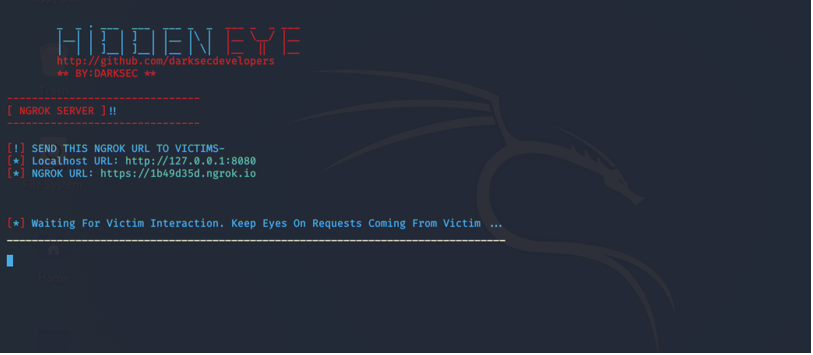 HIDDEN EYE
http://github.com/darksecdevelopers
** BY:DARKSEC **
[ NGROK SERVER ]!!
[!] SEND THIS NGROK URL TO VICTIMS-
[*] Localhost URL: http://127.0.0.1:8080
[*] NGROK URL: https://1b49d35d.ngrok.io
[*] Waiting For Victim Interaction. Keep Eyes On Requests Coming From Victim ...